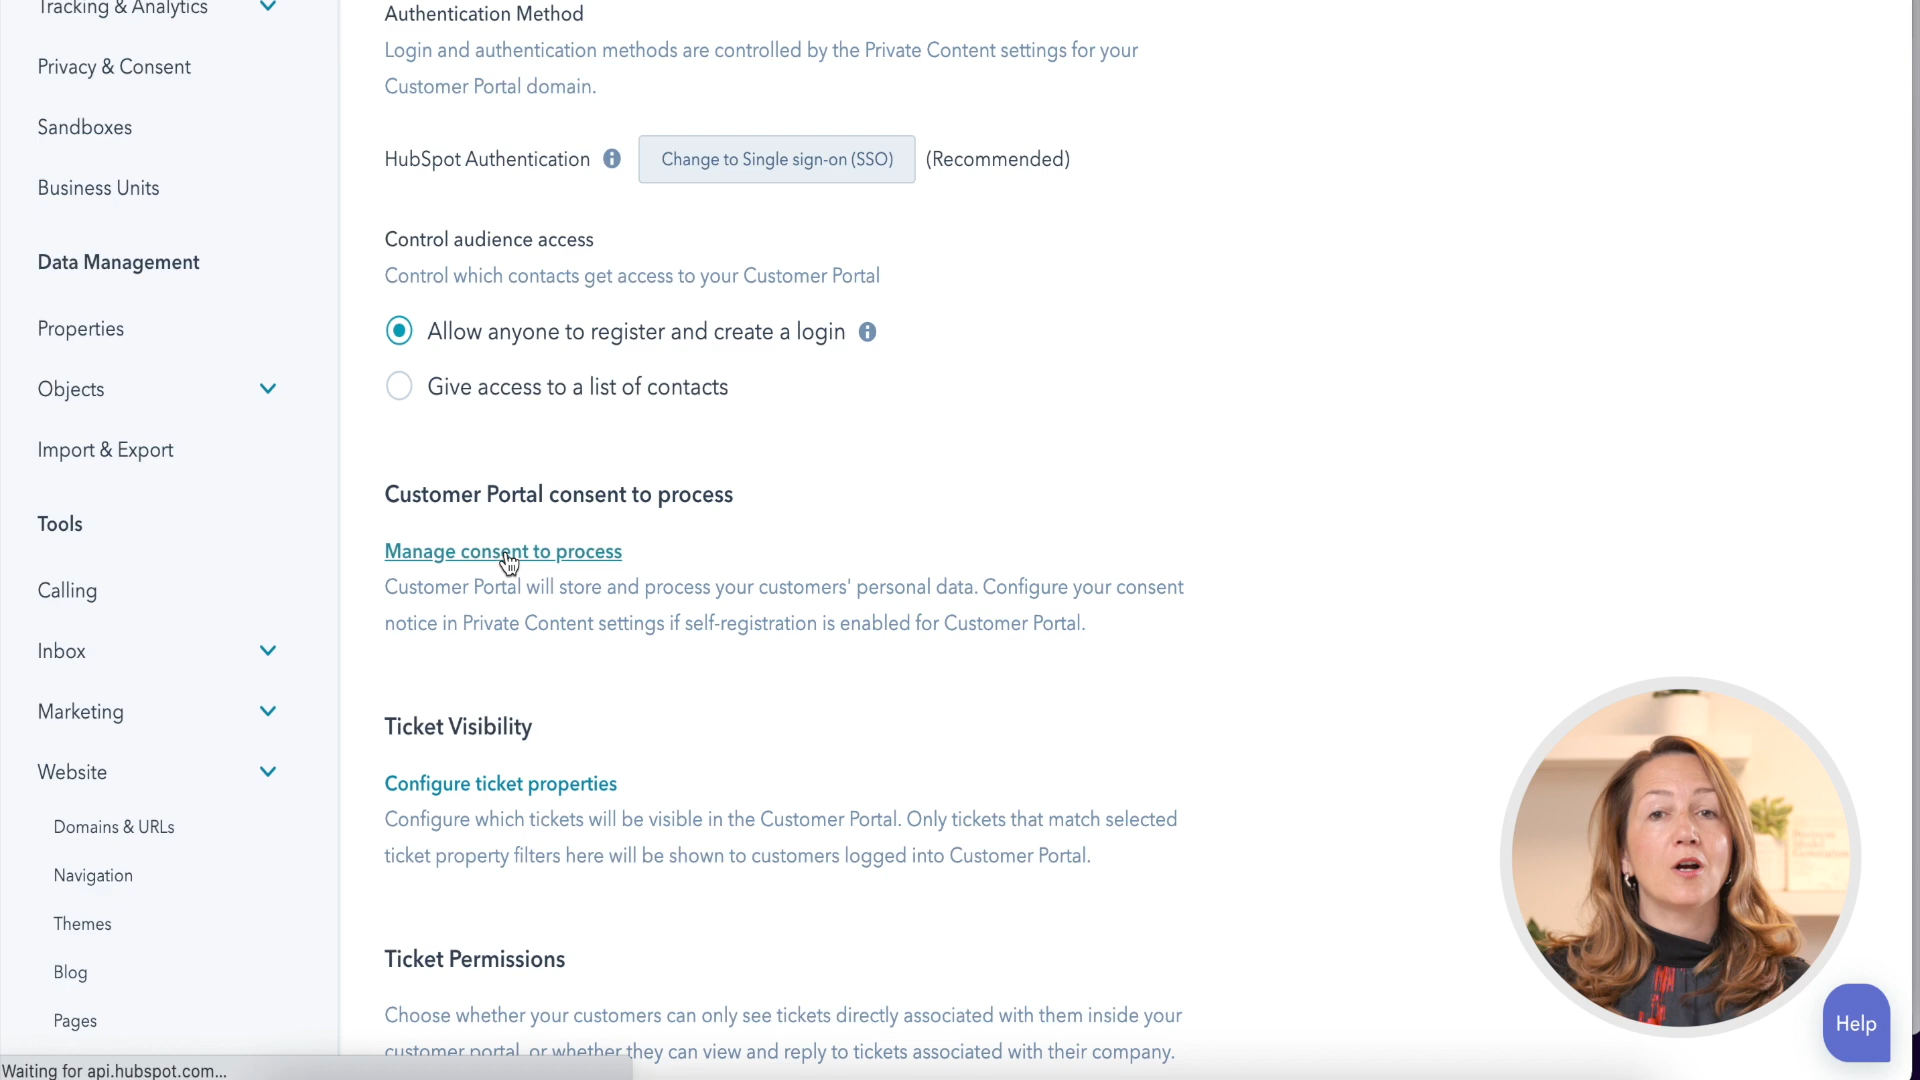 Tracking & Analytics
Privacy & Consent
Sandboxes
Business Units
Data Management
Properties
Objects
Import & Export
Tools
Calling
Inbox
Marketing
Website
Domains & URLs
Navigation
Themes
Blog
Pages
Authentication Method
Login and authentication methods are controlled by the Private Content settings for your
Customer Portal domain.
HubSpot Authentication
Change to Single sign-on (SSO)
(Recommended)
Control audience access
Control which contacts get access to your Customer Portal
Allow anyone to register and create a login
Give access to a list of contacts
Customer Portal consent to process
Manage consent to process
Customer Portal will store and process your customers' personal data. Configure your consent
notice in Private Content settings if self-registration is enabled for Customer Portal.
Ticket Visibility
Configure ticket properties
Configure which tickets will be visible in the Customer Portal. Only tickets that match selected
ticket property filters here will be shown to customers logged into Customer Portal.
Ticket Permissions
Choose whether your customers can only see tickets directly associated with them inside your
customer portal, or whether they can view and reply to tickets associated with their company.
Help
Waiting for api.hubspot.com...